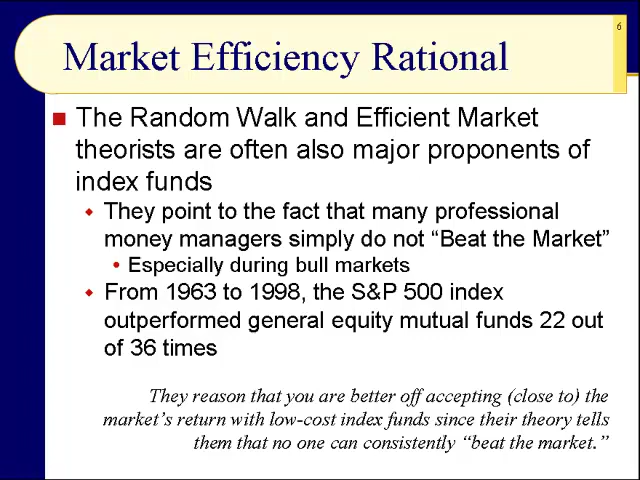 6
Market Efficiency Rational
The Random Walk and Efficient Market
theorists are often also major proponents of
index funds
They point to the fact that many professional
money managers simply do not “Beat the Market”
Especially during bull markets
From 1963 to 1998, the S&P 500 index
outperformed general equity mutual funds 22 out
of 36 times
They reason that you are better off accepting (close to) the
market’s return with low-cost index funds since their theory tells
them that no one can consistently “beat the market.”